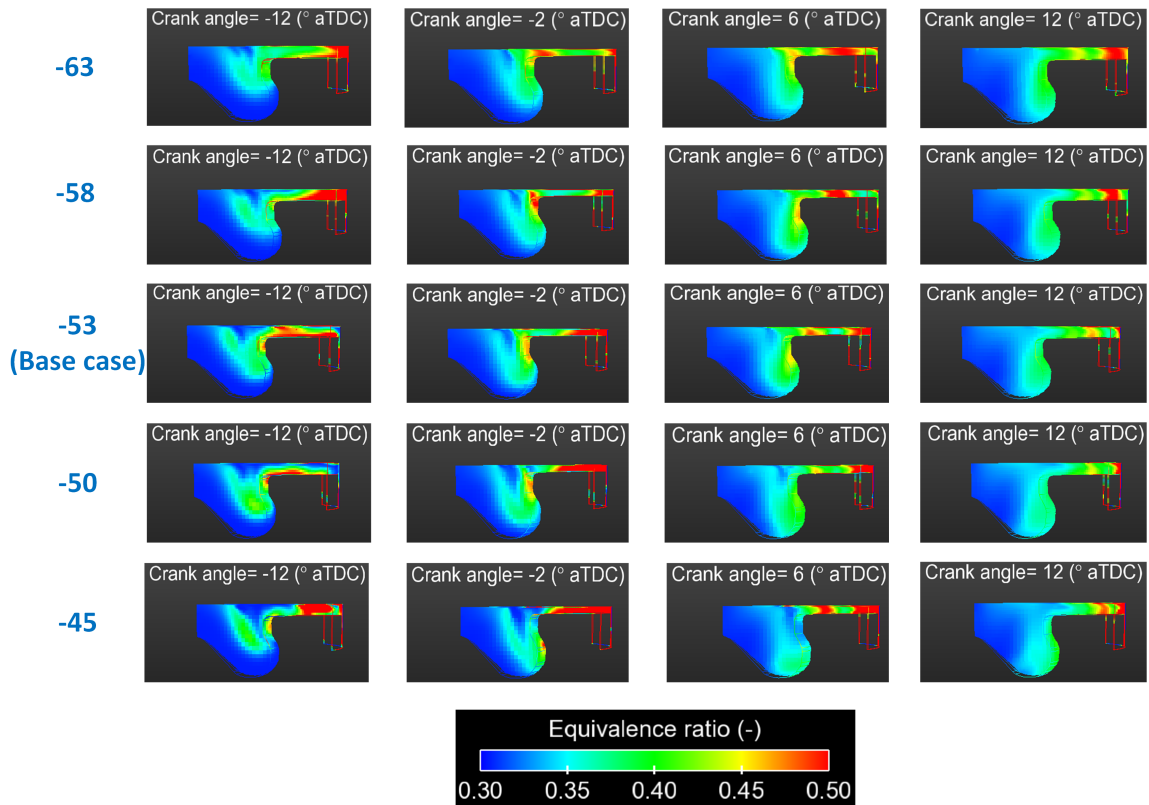 -63
Crank angle= -12 (° aTDC)
Crank angle= -2 (° aTDC)
Crank angle= 6 (° aTDC)
Crank angle= 12 (° aTDC)
-58
Crank angle= -12 (° aTDC)
Crank angle= -2 (° aTDC)
Crank angle= 6 (° aTDC)
Crank angle= 12 (° aTDC)
-53
(Base case)
Crank angle= -12 (° aTDC)
Crank angle= -2 (° aTDC)
Crank angle= 6 (° aTDC)
Crank angle= 12 (° aTDC)
-50
Crank angle= -12 (° aTDC)
Crank angle= -2 (° aTDC)
Crank angle= 6 (° aTDC)
Crank angle= 12 (° aTDC)
-45
Crank angle= -12 (° aTDC)
Crank angle= -2 (° aTDC)
Crank angle= 6 (° aTDC)
Crank angle= 12 (° aTDC)
Equivalence ratio (-)
0.30 0.35 0.40 0.45 0.50